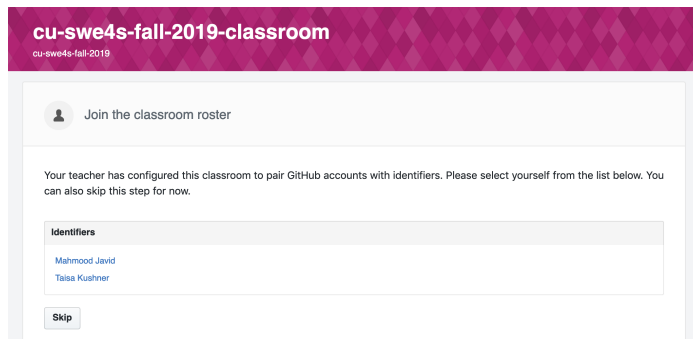 cu-swe4s-fall-2019-classroom
cu-swe4s-fall-2019
Join the classroom roster
Your teacher has configured this classroom to pair GitHub accounts with identifiers. Please select yourself from the list below. You
can also skip this step for now.
Identifiers
Mahmood Javid
Taisa Kushner
Skip